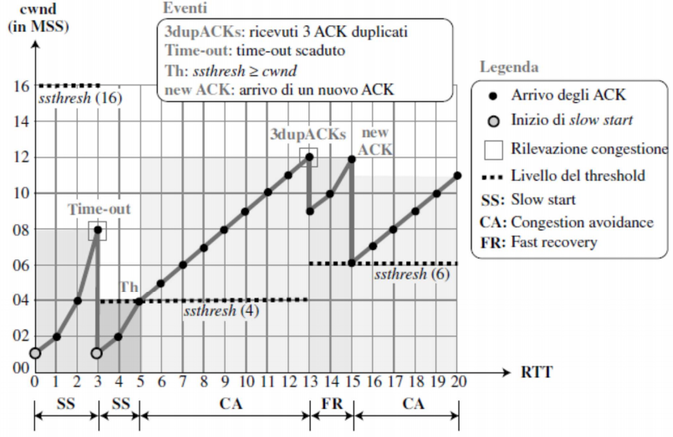 cwnd
(in MSS)
Eventi
3dupACKs: ricevuti 3 ACK duplicati
Time-out: time-out scaduto
Th: ssthresh ≥ cwnd
new ACK: arrivo di un nuovo ACK
Legenda
Arrivo degli ACK
Inizio di slow start
Rilevazione congestione
Livello del threshold
SS: Slow start
CA: Congestion avoidance
FR: Fast recovery
16
14
12
10
08
06
04
02
00
ssthresh (16)
Time-out
Th
3dupACKs
new
ACK
ssthresh (4)
ssthresh (6)
0 1 2 3 4 5 6 7 8 9 10 11 12 13 14 15 16 17 18 19 20
RTT
SS SS CA FR CA